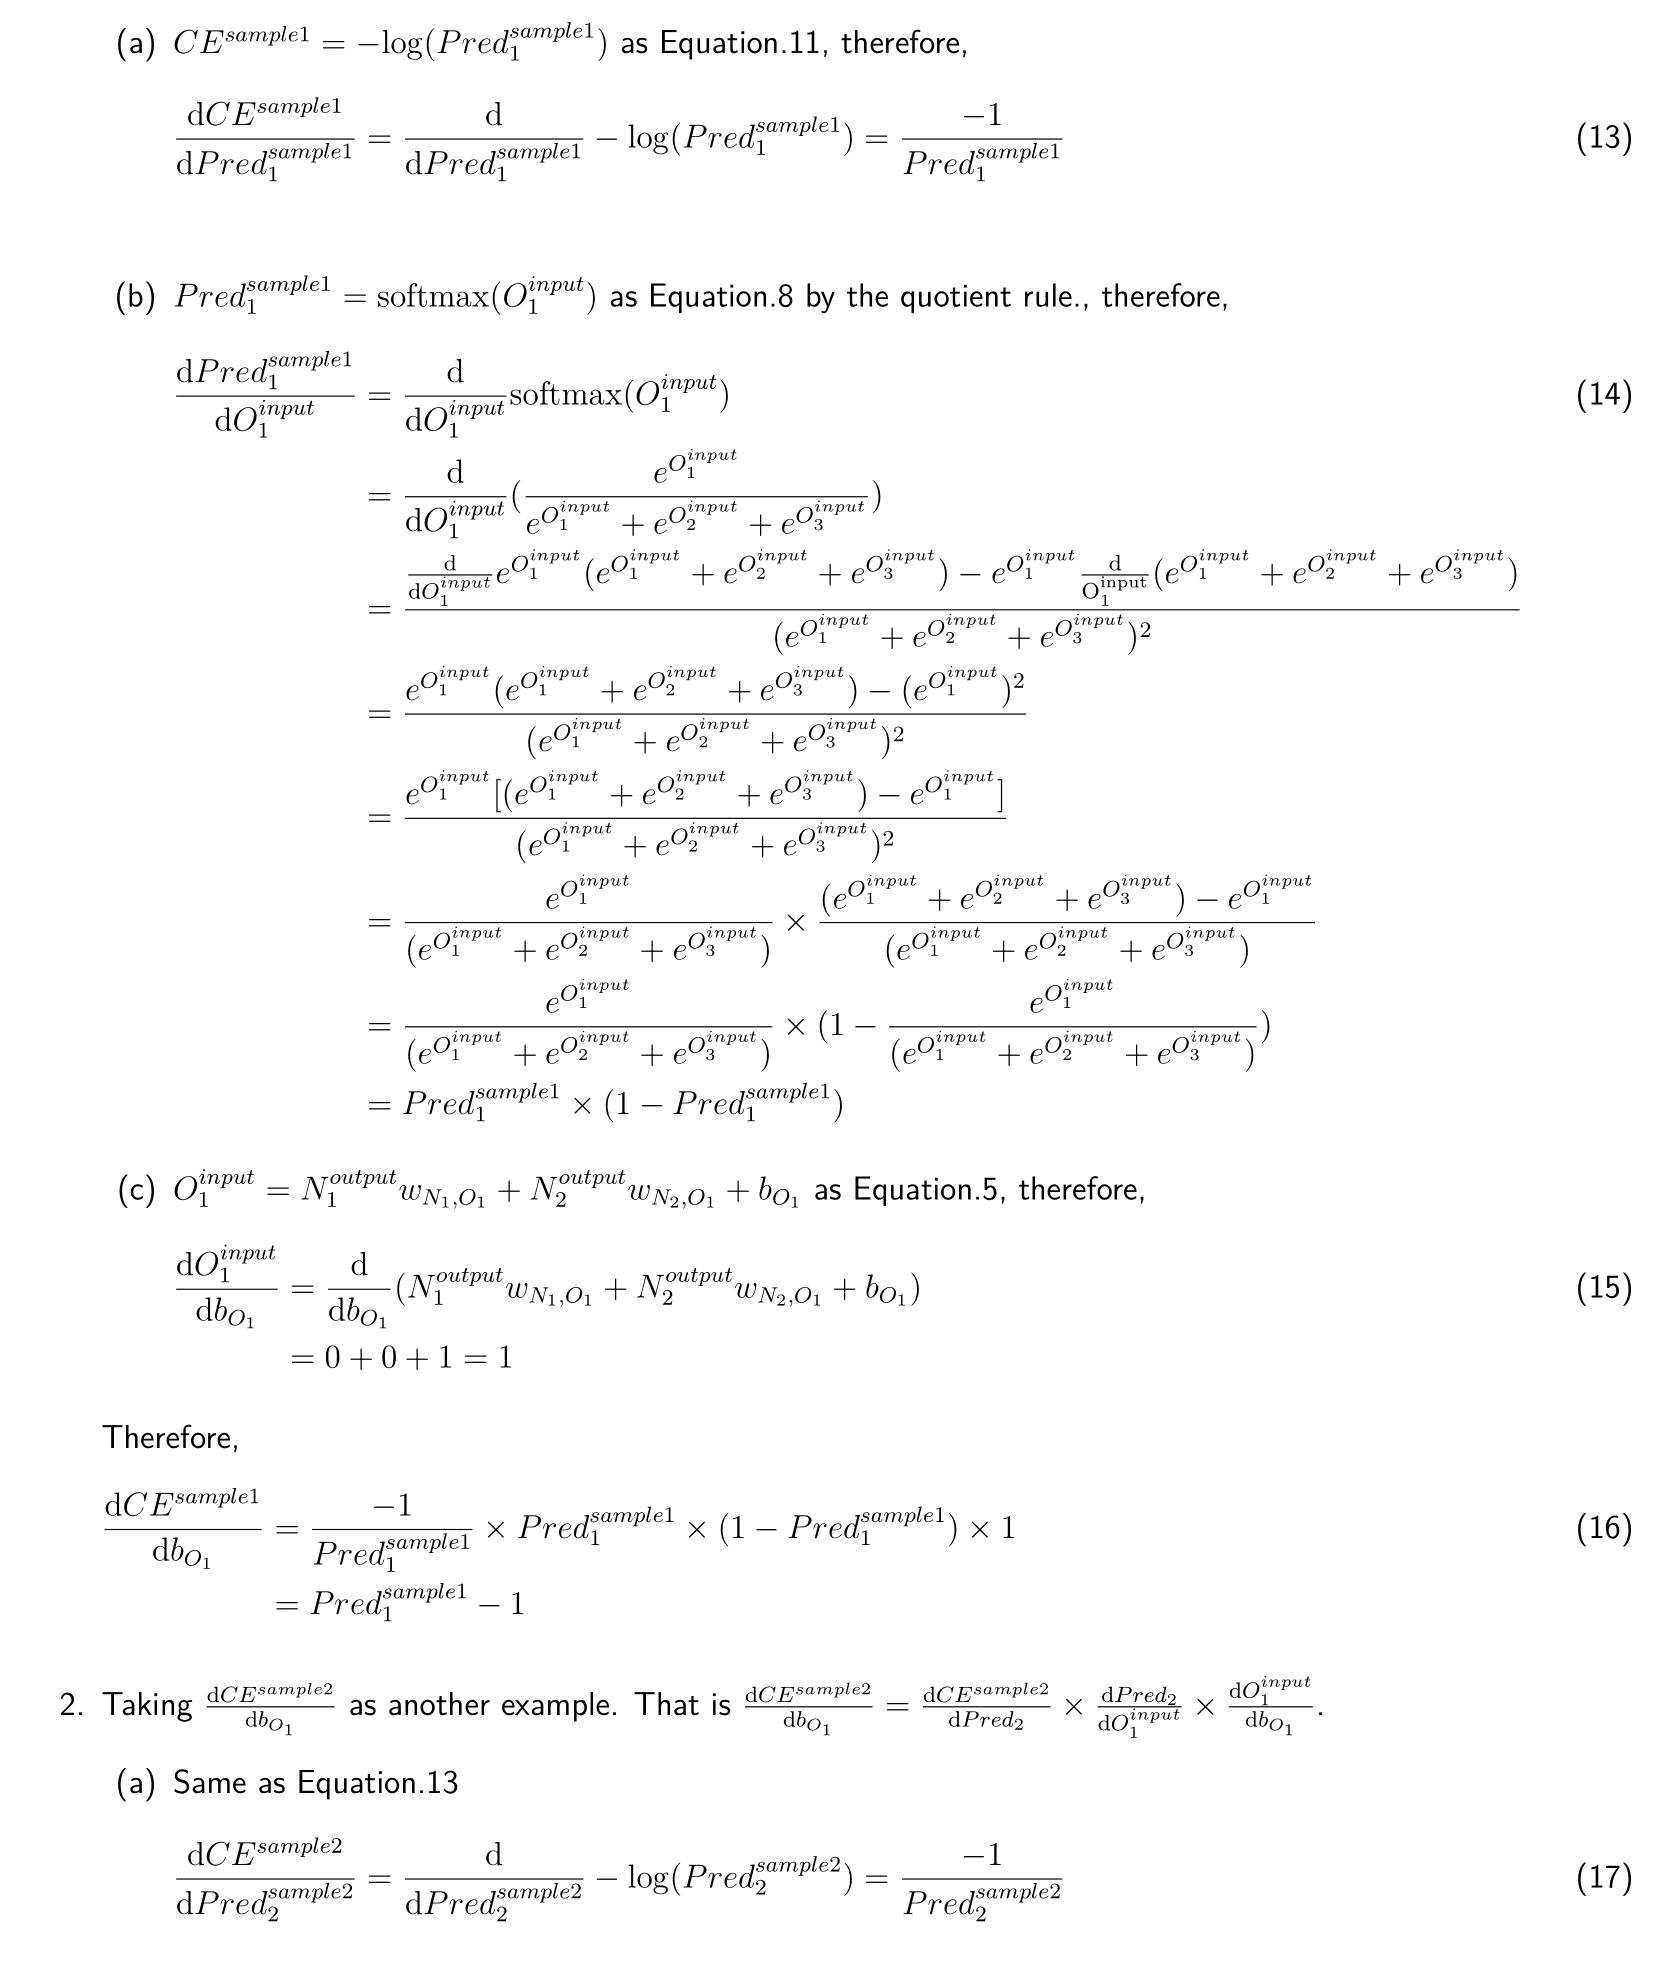 (a) $CE^{sample1} = -\log(Pred_1^{sample1})$ as Equation.11, therefore,
$\frac{\mathrm{d}CE^{sample1}}{\mathrm{d}Pred_1^{sample1}} = \frac{\mathrm{d}}{\mathrm{d}Pred_1^{sample1}} - \log(Pred_1^{sample1}) = \frac{-1}{Pred_1^{sample1}}$ (13)
(b) $Pred_1^{sample1} = \mathrm{softmax}(O_1^{input})$ as Equation.8 by the quotient rule., therefore,
$\frac{\mathrm{d}Pred_1^{sample1}}{\mathrm{d}O_1^{input}} = \frac{\mathrm{d}}{\mathrm{d}O_1^{input}} \mathrm{softmax}(O_1^{input})$ (14)
$= \frac{\mathrm{d}}{\mathrm{d}O_1^{input}} (\frac{e^{O_1^{input}}}{e^{O_1^{input}} + e^{O_2^{input}} + e^{O_3^{input}}})$
$= \frac{\frac{\mathrm{d}}{\mathrm{d}O_1^{input}} e^{O_1^{input}} (e^{O_1^{input}} + e^{O_2^{input}} + e^{O_3^{input}}) - e^{O_1^{input}} \frac{\mathrm{d}}{\mathrm{O}_1^{\mathrm{input}}} (e^{O_1^{input}} + e^{O_2^{input}} + e^{O_3^{input}})}{(e^{O_1^{input}} + e^{O_2^{input}} + e^{O_3^{input}})^2}$
$= \frac{e^{O_1^{input}} (e^{O_1^{input}} + e^{O_2^{input}} + e^{O_3^{input}}) - (e^{O_1^{input}})^2}{(e^{O_1^{input}} + e^{O_2^{input}} + e^{O_3^{input}})^2}$
$= \frac{e^{O_1^{input}} [(e^{O_1^{input}} + e^{O_2^{input}} + e^{O_3^{input}}) - e^{O_1^{input}}]}{(e^{O_1^{input}} + e^{O_2^{input}} + e^{O_3^{input}})^2}$
$= \frac{e^{O_1^{input}}}{(e^{O_1^{input}} + e^{O_2^{input}} + e^{O_3^{input}})} \times \frac{(e^{O_1^{input}} + e^{O_2^{input}} + e^{O_3^{input}}) - e^{O_1^{input}}}{(e^{O_1^{input}} + e^{O_2^{input}} + e^{O_3^{input}})}$
$= \frac{e^{O_1^{input}}}{(e^{O_1^{input}} + e^{O_2^{input}} + e^{O_3^{input}})} \times (1 - \frac{e^{O_1^{input}}}{(e^{O_1^{input}} + e^{O_2^{input}} + e^{O_3^{input}})})$
$= Pred_1^{sample1} \times (1 - Pred_1^{sample1})$
(c) $O_1^{input} = N_1^{output} w_{N_1,O_1} + N_2^{output} w_{N_2,O_1} + b_{O_1}$ as Equation.5, therefore,
$\frac{\mathrm{d}O_1^{input}}{\mathrm{d}b_{O_1}} = \frac{\mathrm{d}}{\mathrm{d}b_{O_1}} (N_1^{output} w_{N_1,O_1} + N_2^{output} w_{N_2,O_1} + b_{O_1})$ (15)
$= 0 + 0 + 1 = 1$
Therefore,
$\frac{\mathrm{d}CE^{sample1}}{\mathrm{d}b_{O_1}} = \frac{-1}{Pred_1^{sample1}} \times Pred_1^{sample1} \times (1 - Pred_1^{sample1}) \times 1$ (16)
$= Pred_1^{sample1} - 1$
2. Taking $\frac{\mathrm{d}CE^{sample2}}{\mathrm{d}b_{O_1}}$ as another example. That is $\frac{\mathrm{d}CE^{sample2}}{\mathrm{d}b_{O_1}} = \frac{\mathrm{d}CE^{sample2}}{\mathrm{d}Pred_2} \times \frac{\mathrm{d}Pred_2}{\mathrm{d}O_1^{input}} \times \frac{\mathrm{d}O_1^{input}}{\mathrm{d}b_{O_1}}$.
(a) Same as Equation.13
$\frac{\mathrm{d}CE^{sample2}}{\mathrm{d}Pred_2^{sample2}} = \frac{\mathrm{d}}{\mathrm{d}Pred_2^{sample2}} - \log(Pred_2^{sample2}) = \frac{-1}{Pred_2^{sample2}}$ (17)